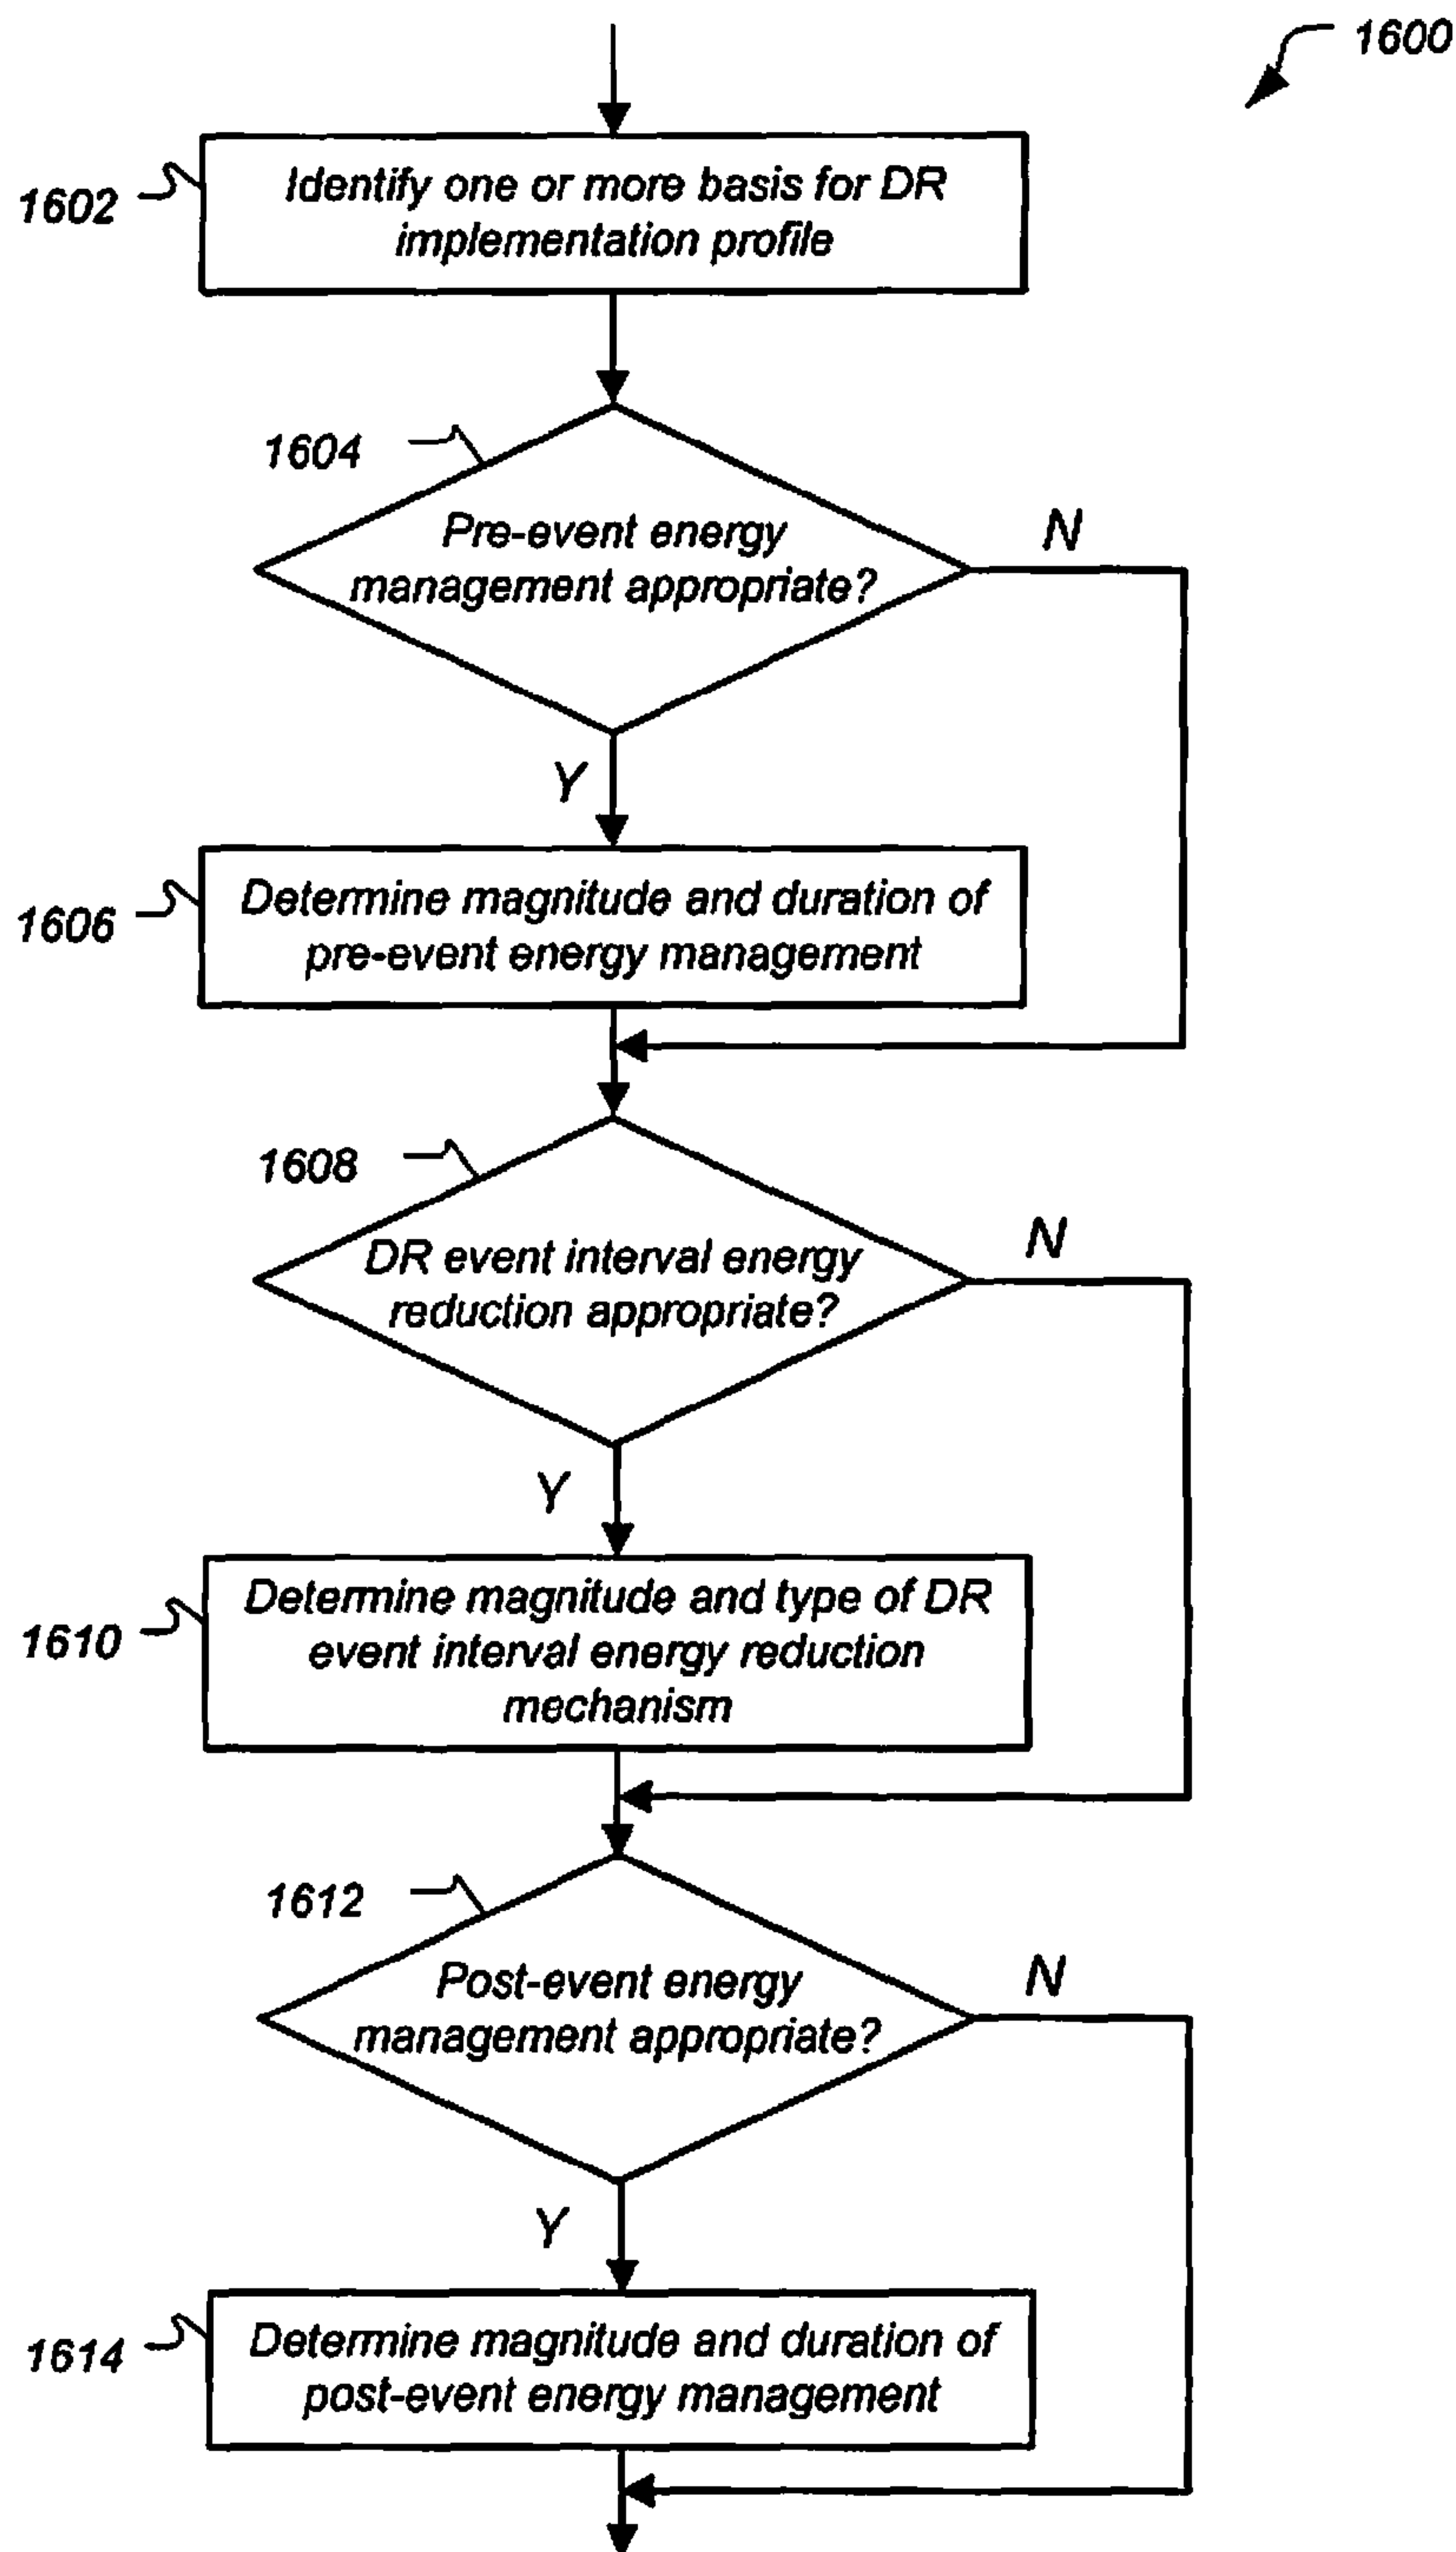 1600
1602
Identify one or more basis for DR
implementation profile
1604
Pre-event energy
management appropriate?
N
Y
1606
Determine magnitude and duration of
pre-event energy management
1608
DR event interval energy
reduction appropriate?
N
Y
1610
Determine magnitude and type of DR
event interval energy reduction
mechanism
1612
Post-event energy
management appropriate?
N
Y
1614
Determine magnitude and duration of
post-event energy management